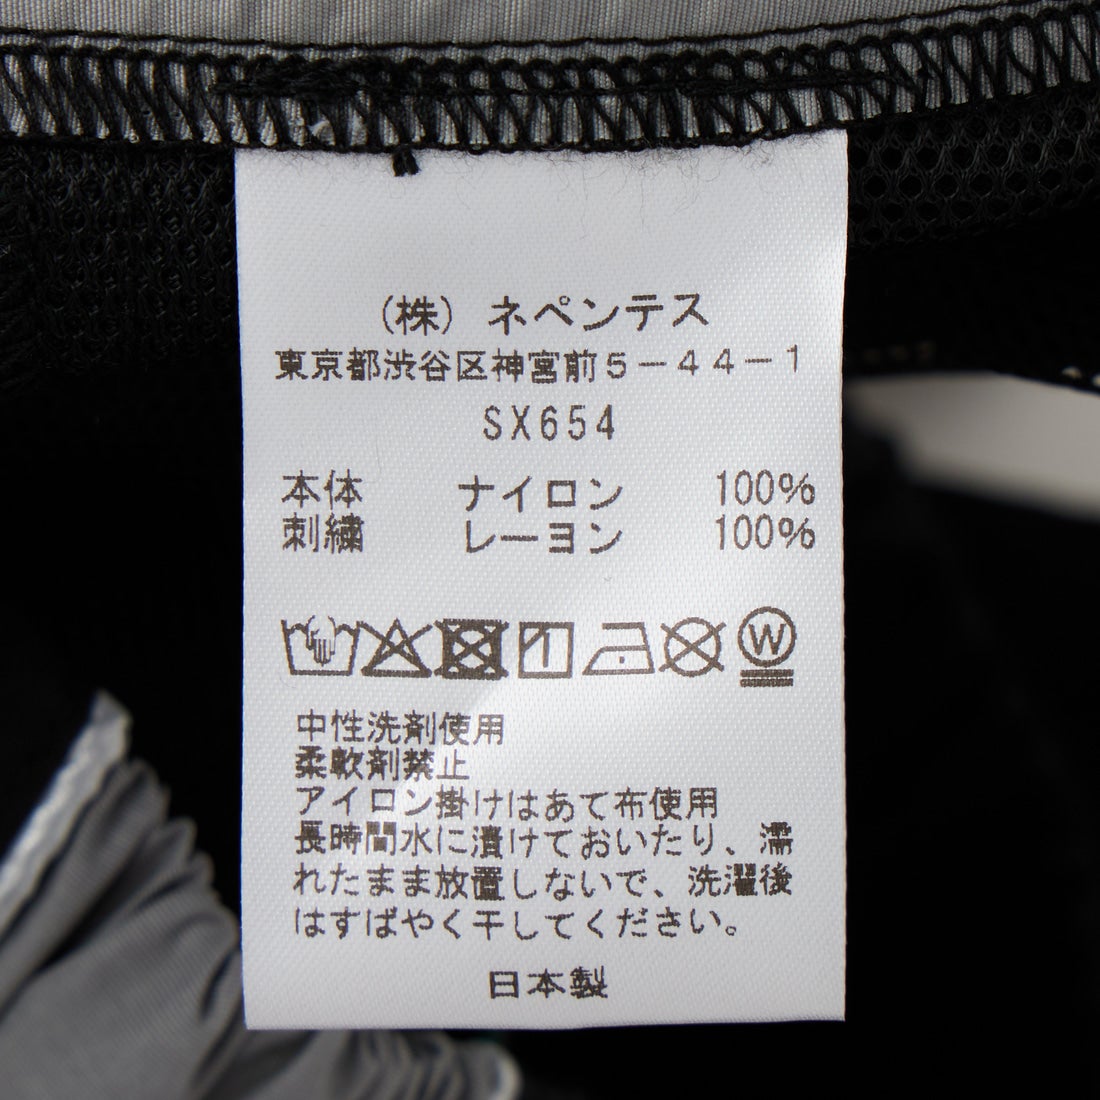 （株）ネペンテス
東京都渋谷区神宮前５－４４－１
SX654
本体 ナイロン 100%
刺繍 レーヨン 100%
W
中性洗剤使用
柔軟剤禁止
アイロン掛けはあて布使用
長時間水に漬けておいたり、濡
れたまま放置しないで、洗濯後
はすばやく干してください。
日本製